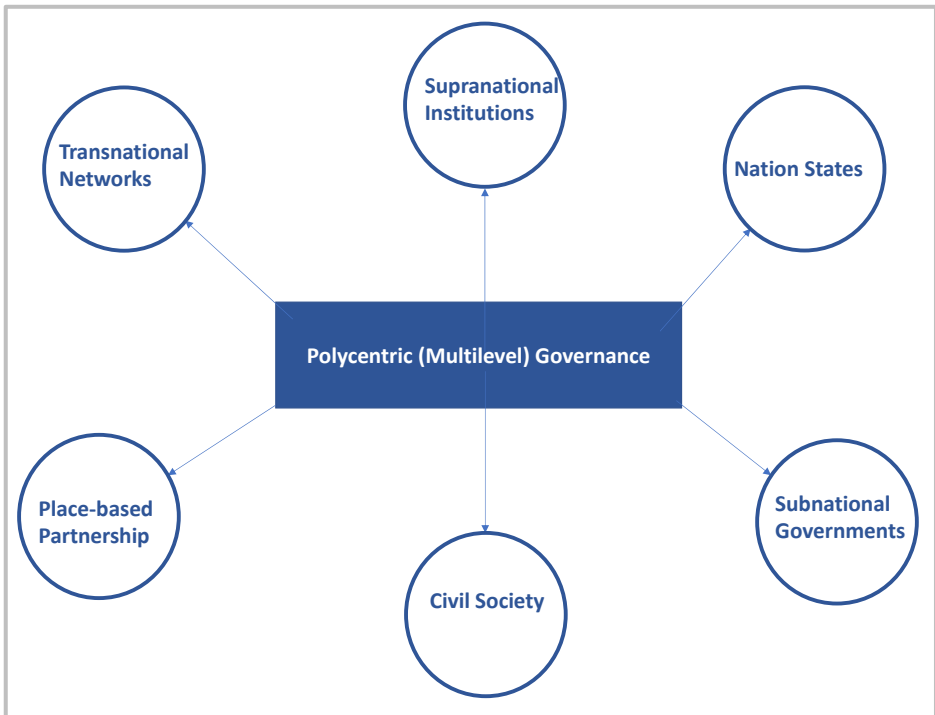 Supranational
Institutions
Transnational
Networks
Nation States
Polycentric (Multilevel) Governance
Place-based
Partnership
Subnational
Governments
Civil Society